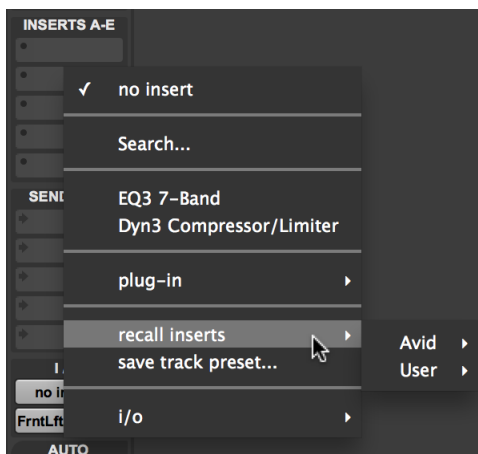 INSERTS A-E
✓ no insert
Search...
EQ3 7-Band
Dyn3 Compressor/Limiter
plug-in
recall inserts
save track preset...
i/o
Avid
User
SEND
I
no i
FrntLft
AUTO